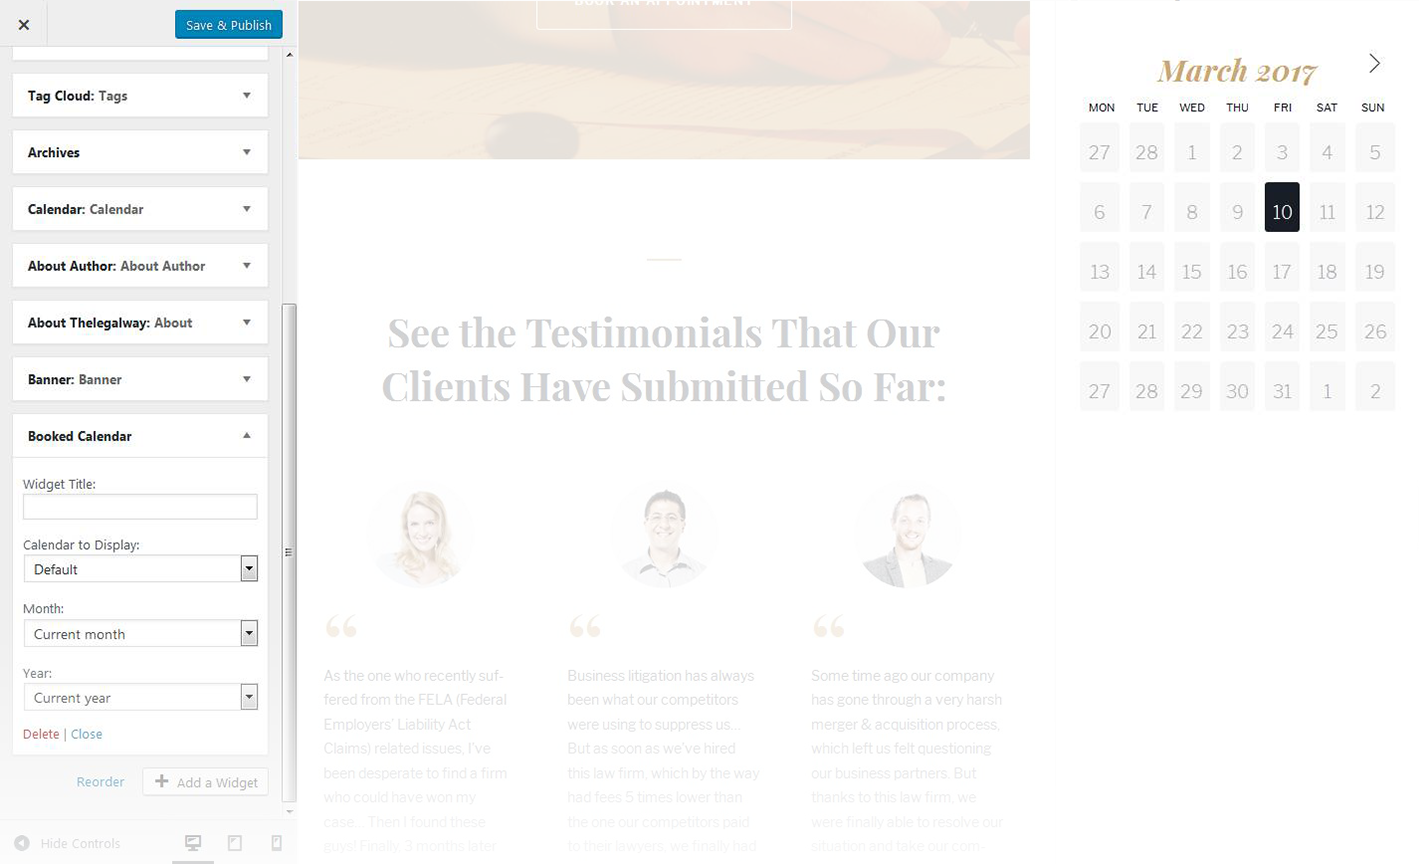 Save & Publish
Tag Cloud: Tags
Archives
Calendar: Calendar
About Author: About Author
About Thelegalway: About
Banner: Banner
Booked Calendar
Widget Title:
Calendar to Display:
Default
Month:
Current month
Year:
Current year
Delete | Close
Reorder
Add a Widget
Hide Controls
BOOK AN APPOINTMENT
See the Testimonials That Our
Clients Have Submitted So Far:
“
As the one who recently suf-
fered from the FELA (Federal
Employers’ Liability Act
Claims) related issues, I’ve
been desperate to find a firm
who could have won my
case... Then I found these
guys! Finally, 3 months later
“
Business litigation has always
been what our competitors
were using to suppress us...
But as soon as we’ve hired
this law firm, which by the way
had fees 5 times lower than
the one our competitors paid
to their lawyers, we finally had
“
Some time ago our company
has gone through a very harsh
merger & acquisition process,
which left us felt questioning
our business partners. But
thanks to this law firm, we
were finally able to resolve our
situation and take our com-
March 2017
MON TUE WED THU FRI SAT SUN
27 28 1 2 3 4 5
6 7 8 9 10 11 12
13 14 15 16 17 18 19
20 21 22 23 24 25 26
27 28 29 30 31 1 2